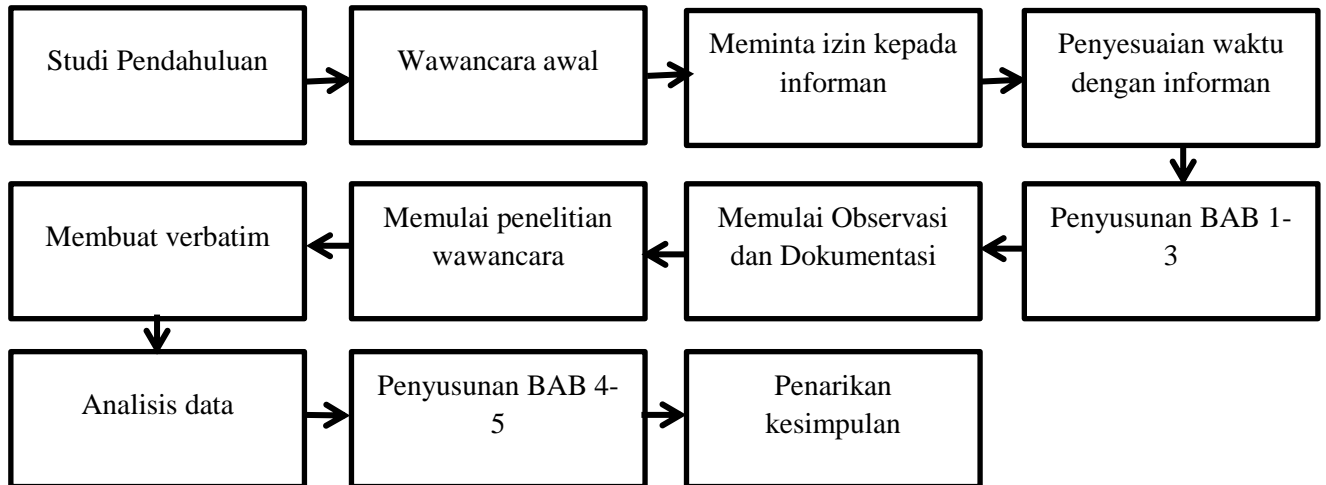 Studi Pendahuluan
Wawancara awal
Meminta izin kepada
informan
Penyesuaian waktu
dengan informan
Penyusunan BAB 1-
3
Memulai Observasi
dan Dokumentasi
Memulai penelitian
wawancara
Membuat verbatim
Analisis data
Penyusunan BAB 4-
5
Penarikan
kesimpulan